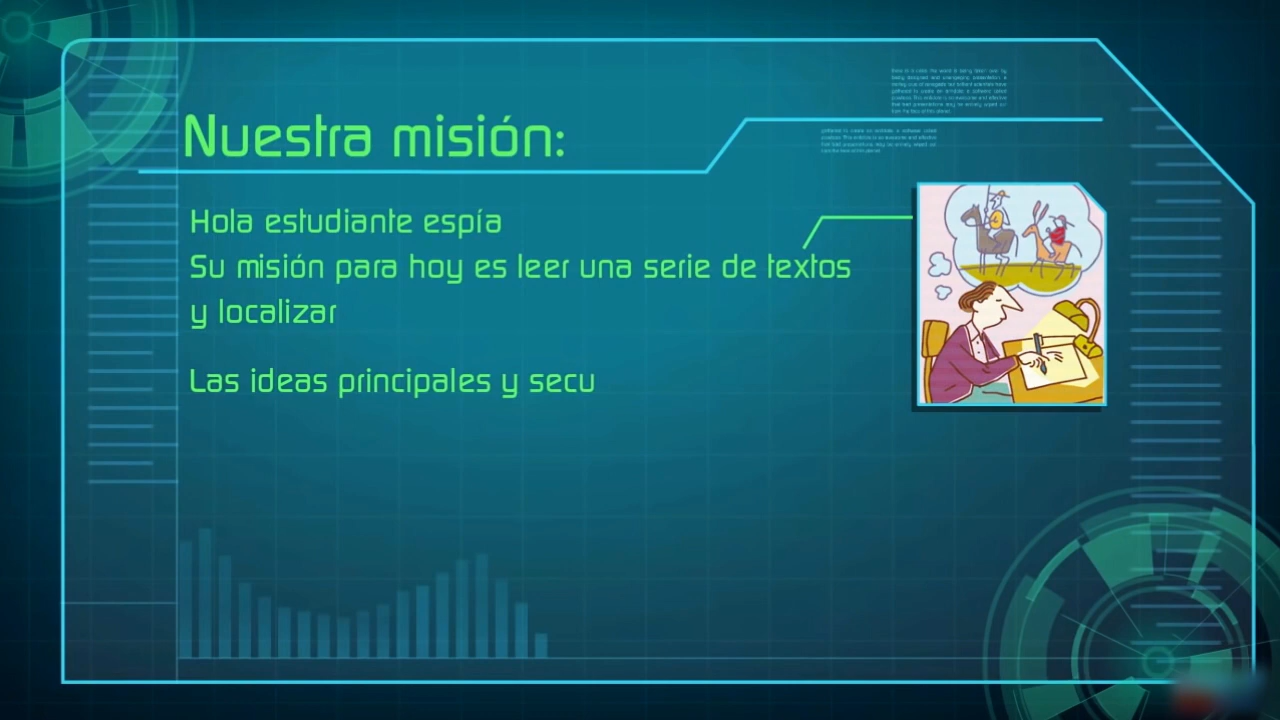 Nuestra misión:
Hola estudiante espía
Su misión para hoy es leer una serie de textos
y localizar
Las ideas principales y secu